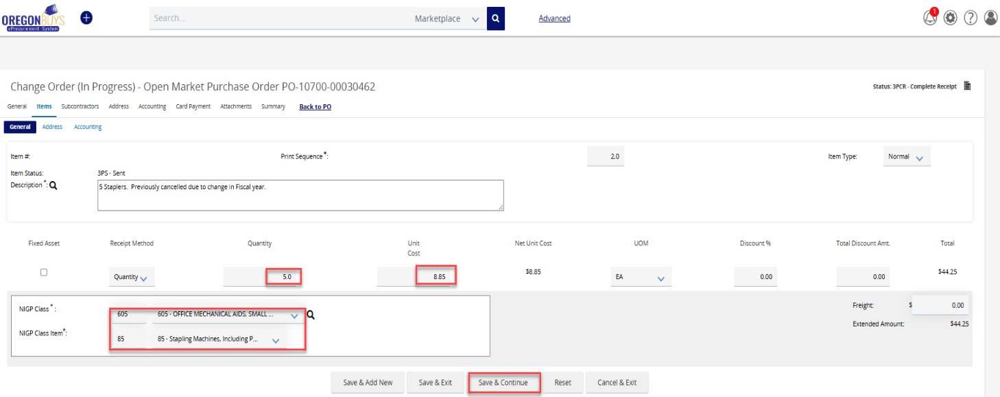 OREGONBUYS
eProcurement System
Search...
Marketplace
Advanced
1
Change Order (In Progress) - Open Market Purchase Order PO-10700-00030462
Status: 3PCR - Complete Receipt
General Items Subcontractors Address Accounting Card Payment Attachments Summary Back to PO
General Address Accounting
Item #: Print Sequence*: 2.0 Item Type: Normal
Item Status: 3PS - Sent
Description*: 5 Staplers. Previously cancelled due to change in Fiscal year.
Fixed Asset Receipt Method Quantity Unit Cost Net Unit Cost UOM Discount % Total Discount Amt. Total
Quantity 5.0 8.85 $8.85 EA 0.00 0.00 $44.25
NIGP Class*: 605 605 - OFFICE MECHANICAL AIDS, SMALL ... Freight: $ 0.00
Extended Amount: $44.25
NIGP Class Item*: 85 85 - Stapling Machines, Including P...
Save & Add New Save & Exit Save & Continue Reset Cancel & Exit